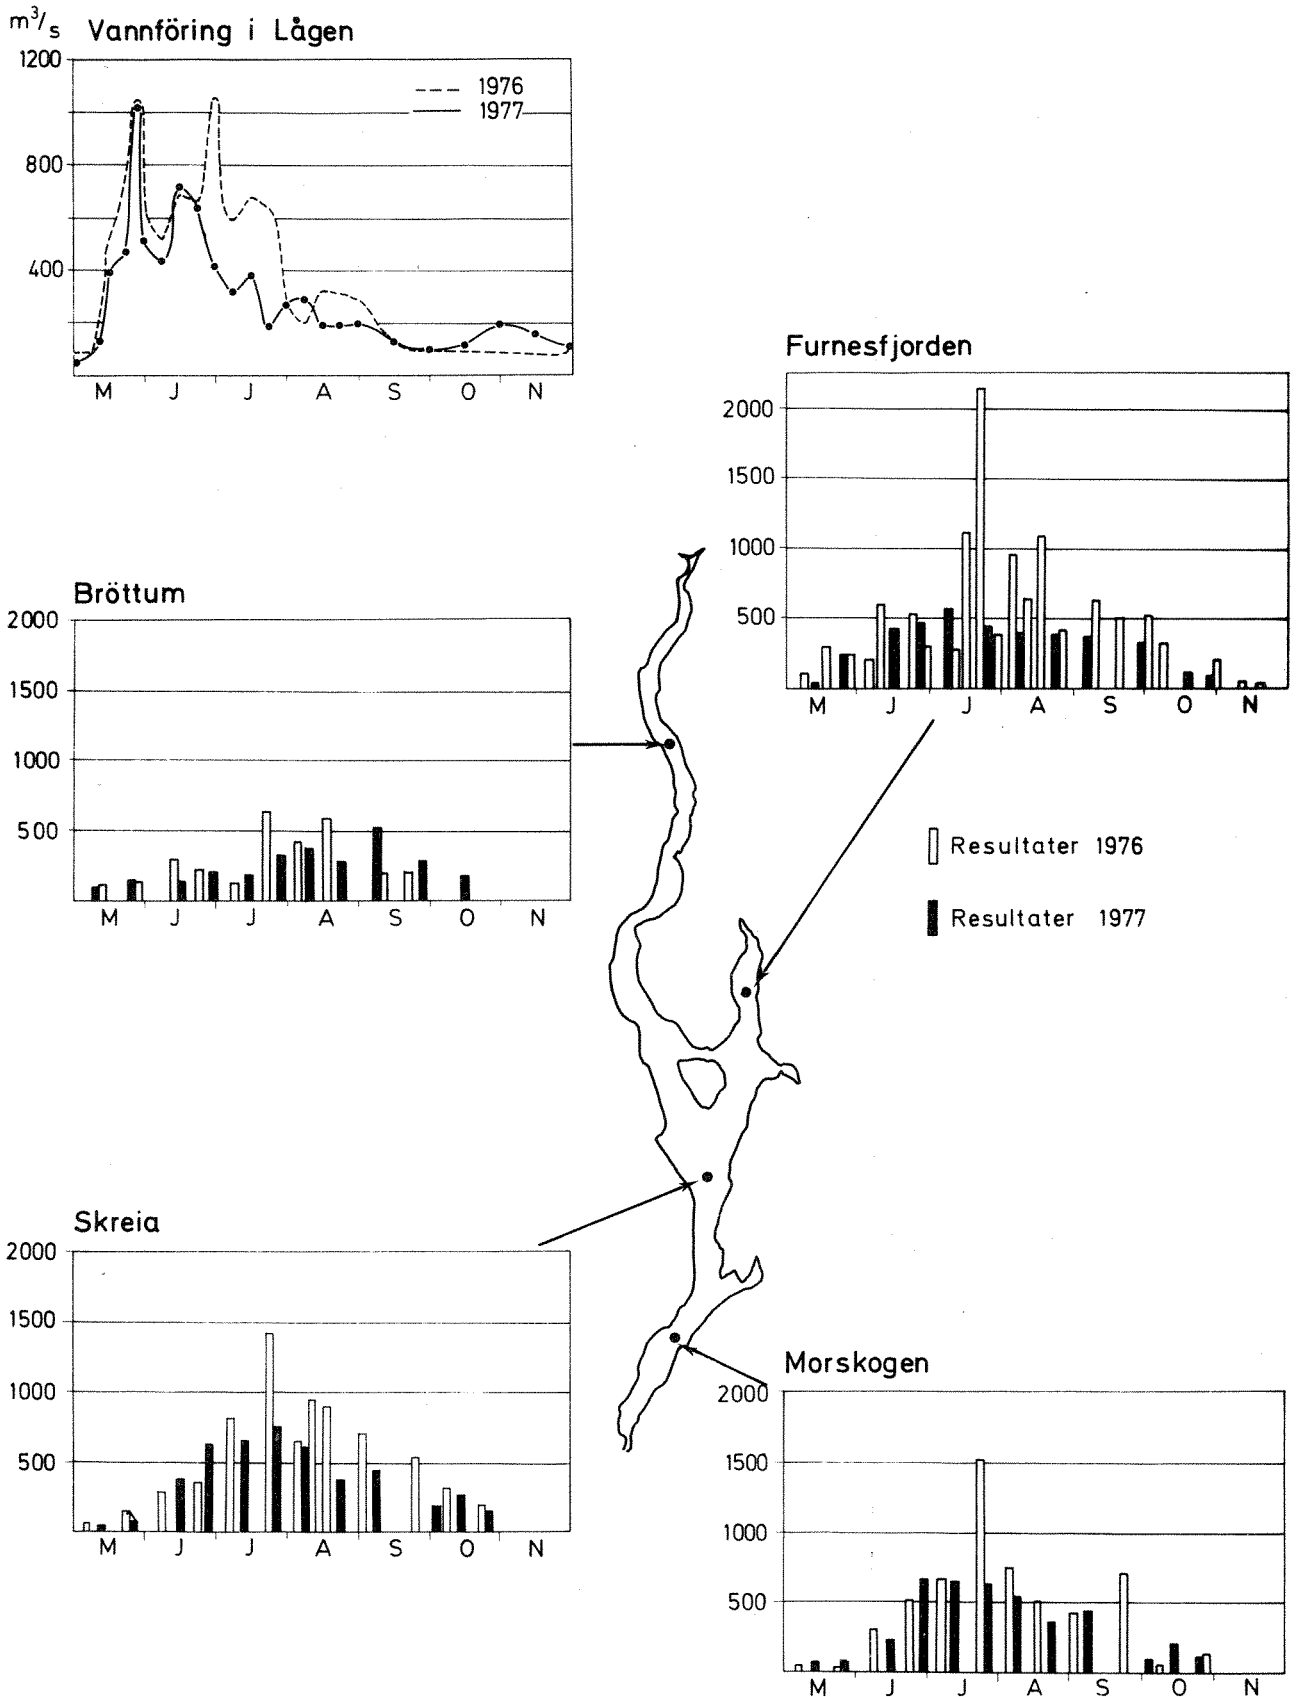 m³/s Vannföring i Lågen
1200
800
400
1976
1977
M J J A S O N
Furnesfjorden
2000
1500
1000
500
M J J A S O N
Bröttum
2000
1500
1000
500
M J J A S O N
Resultater 1976
Resultater 1977
Skreia
2000
1500
1000
500
M J J A S O N
Morskogen
2000
1500
1000
500
M J J A S O N